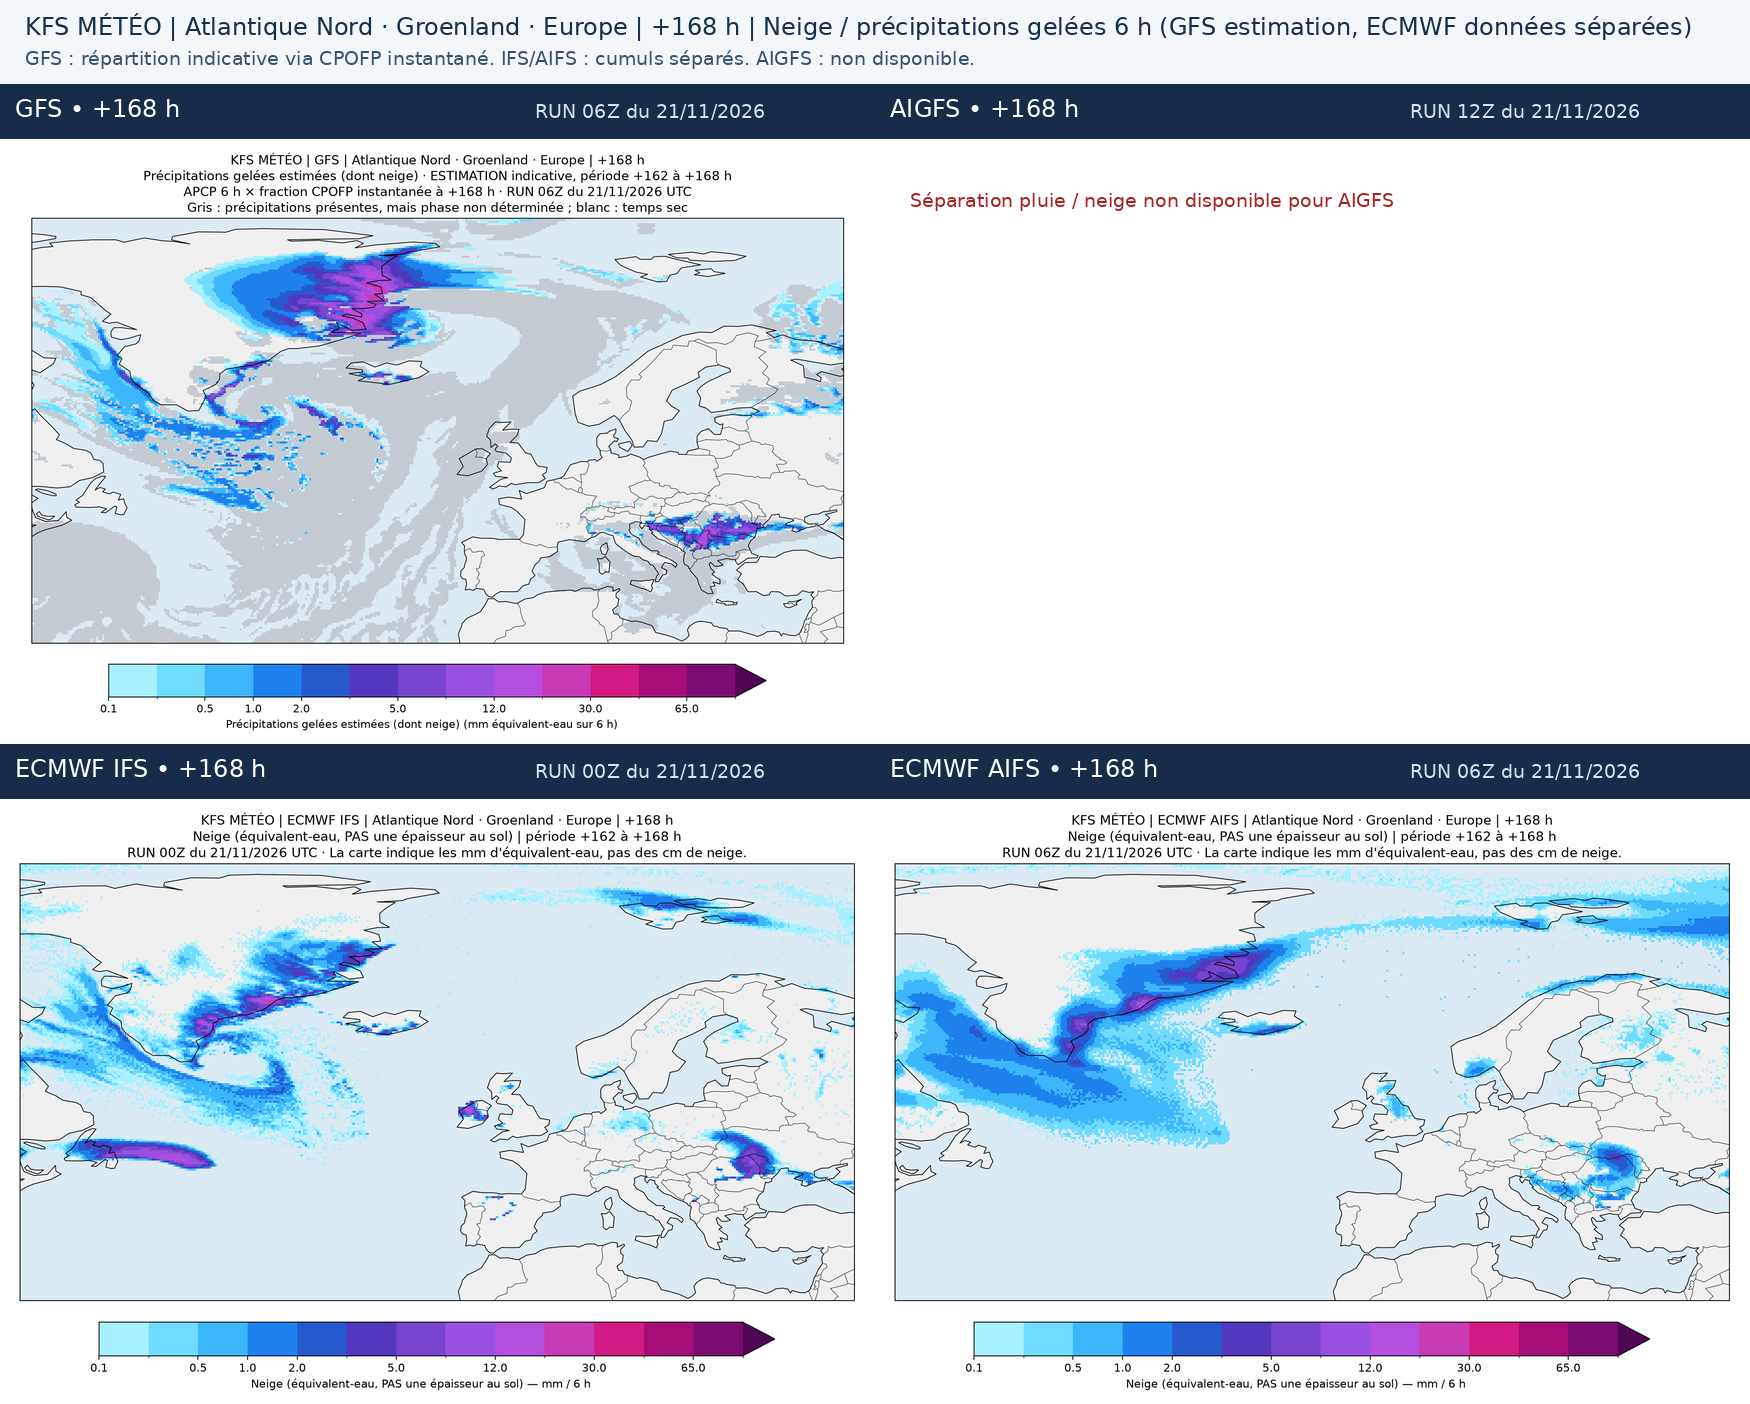 KFS MÉTÉO | Atlantique Nord · Groenland · Europe | +168 h | Neige / précipitations gelées 6 h (GFS estimation, ECMWF données séparées)
GFS : répartition indicative via CPOFP instantané. IFS/AIFS : cumuls séparés. AIGFS : non disponible.
GFS • +168 h
RUN 06Z du 21/11/2026
KFS MÉTÉO | GFS | Atlantique Nord · Groenland · Europe | +168 h
Précipitations gelées estimées (dont neige) · ESTIMATION indicative, période +162 à +168 h
APCP 6 h × fraction CPOFP instantanée à +168 h · RUN 06Z du 21/11/2026 UTC
Gris : précipitations présentes, mais phase non déterminée ; blanc : temps sec
0.1 0.5 1.0 2.0 5.0 12.0 30.0 65.0
Précipitations gelées estimées (dont neige) (mm équivalent-eau sur 6 h)
AIGFS • +168 h
RUN 12Z du 21/11/2026
Séparation pluie / neige non disponible pour AIGFS
ECMWF IFS • +168 h
RUN 00Z du 21/11/2026
KFS MÉTÉO | ECMWF IFS | Atlantique Nord · Groenland · Europe | +168 h
Neige (équivalent-eau, PAS une épaisseur au sol) | période +162 à +168 h
RUN 00Z du 21/11/2026 UTC · La carte indique les mm d'équivalent-eau, pas des cm de neige.
0.1 0.5 1.0 2.0 5.0 12.0 30.0 65.0
Neige (équivalent-eau, PAS une épaisseur au sol) — mm / 6 h
ECMWF AIFS • +168 h
RUN 06Z du 21/11/2026
KFS MÉTÉO | ECMWF AIFS | Atlantique Nord · Groenland · Europe | +168 h
Neige (équivalent-eau, PAS une épaisseur au sol) | période +162 à +168 h
RUN 06Z du 21/11/2026 UTC · La carte indique les mm d'équivalent-eau, pas des cm de neige.
0.1 0.5 1.0 2.0 5.0 12.0 30.0 65.0
Neige (équivalent-eau, PAS une épaisseur au sol) — mm / 6 h